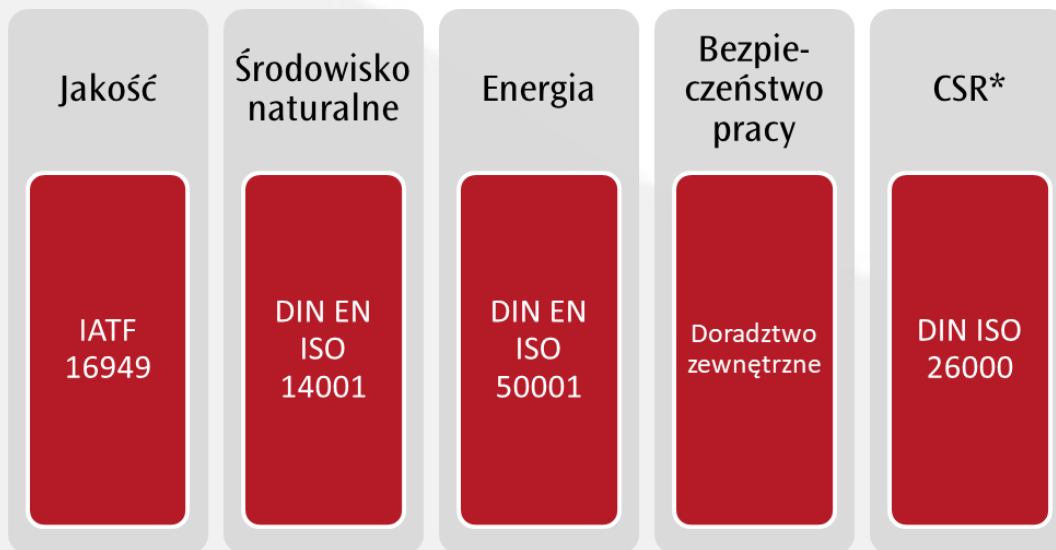 Jakość
IATF
16949
Środowisko
naturalne
DIN EN
ISO
14001
Energia
DIN EN
ISO
50001
Bezpie-
czeństwo
pracy
Doradztwo
zewnętrzne
CSR*
DIN ISO
26000